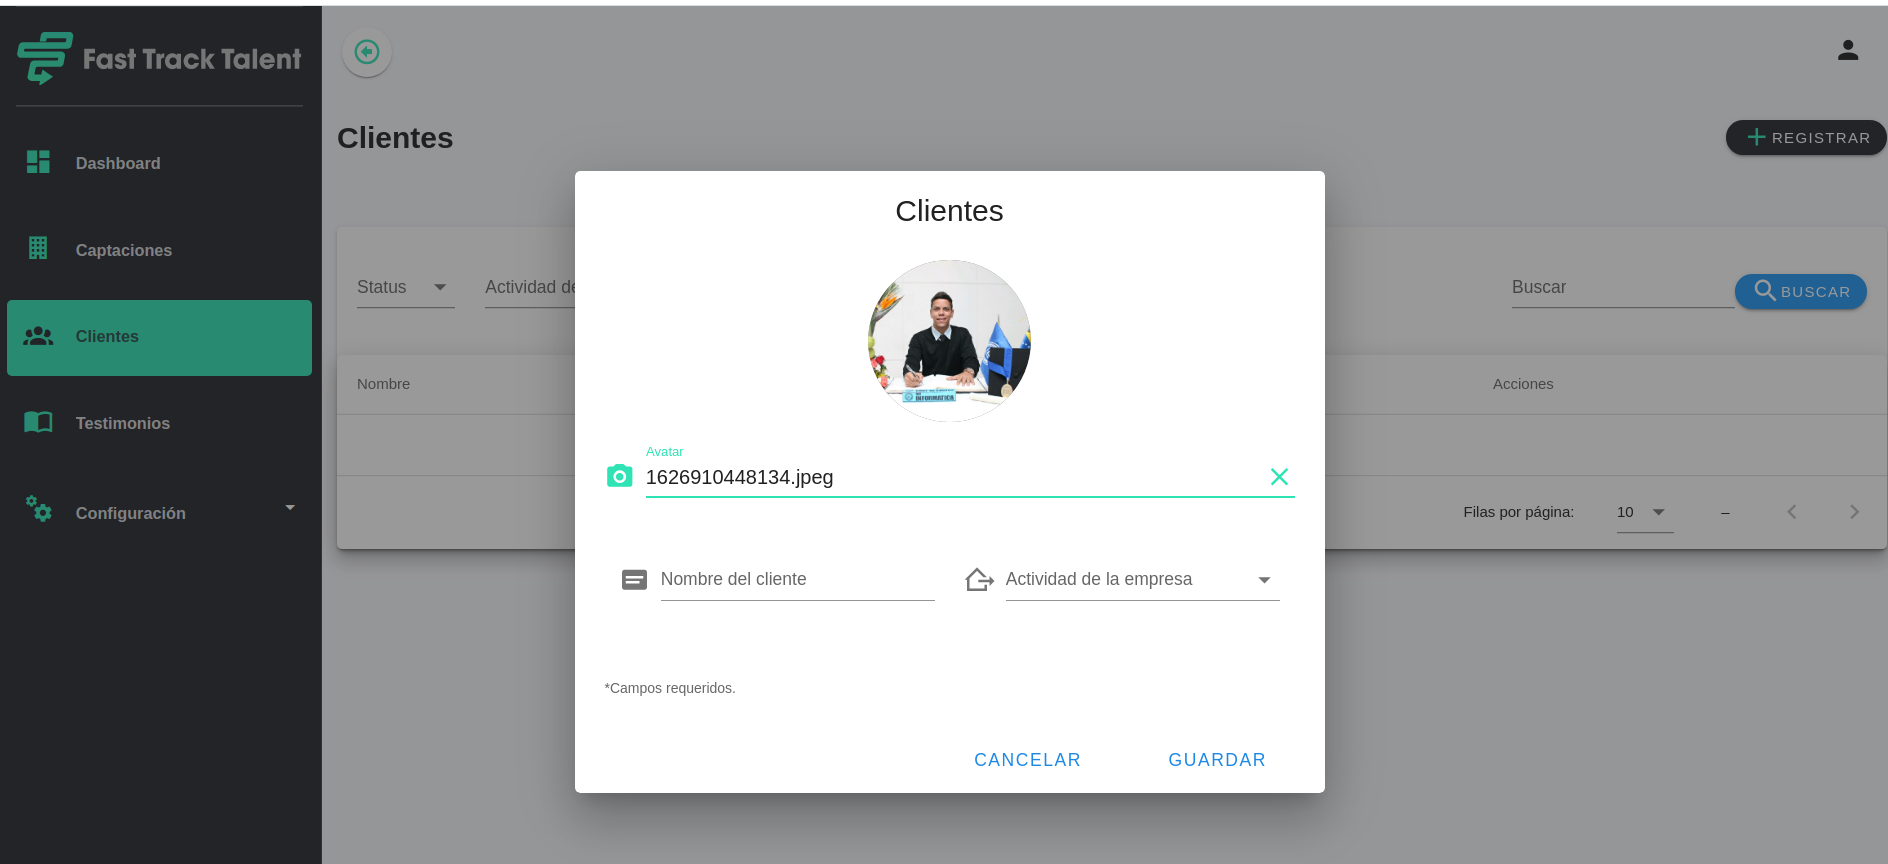 Fast Track Talent
Dashboard
Captaciones
Clientes
Testimonios
Configuración
Clientes
REGISTRAR
Status
Actividad de
Buscar
BUSCAR
Nombre
Acciones
Filas por página:
10
–
Clientes
INFORMATICA
Avatar
1626910448134.jpeg
Nombre del cliente
Actividad de la empresa
*Campos requeridos.
CANCELAR
GUARDAR